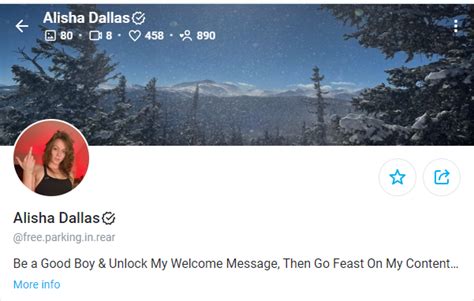 Alisha Dallas
80 • 8 • 458 • 890
Alisha Dallas
@free.parking.in.rear
Be a Good Boy & Unlock My Welcome Message, Then Go Feast On My Content...
More info